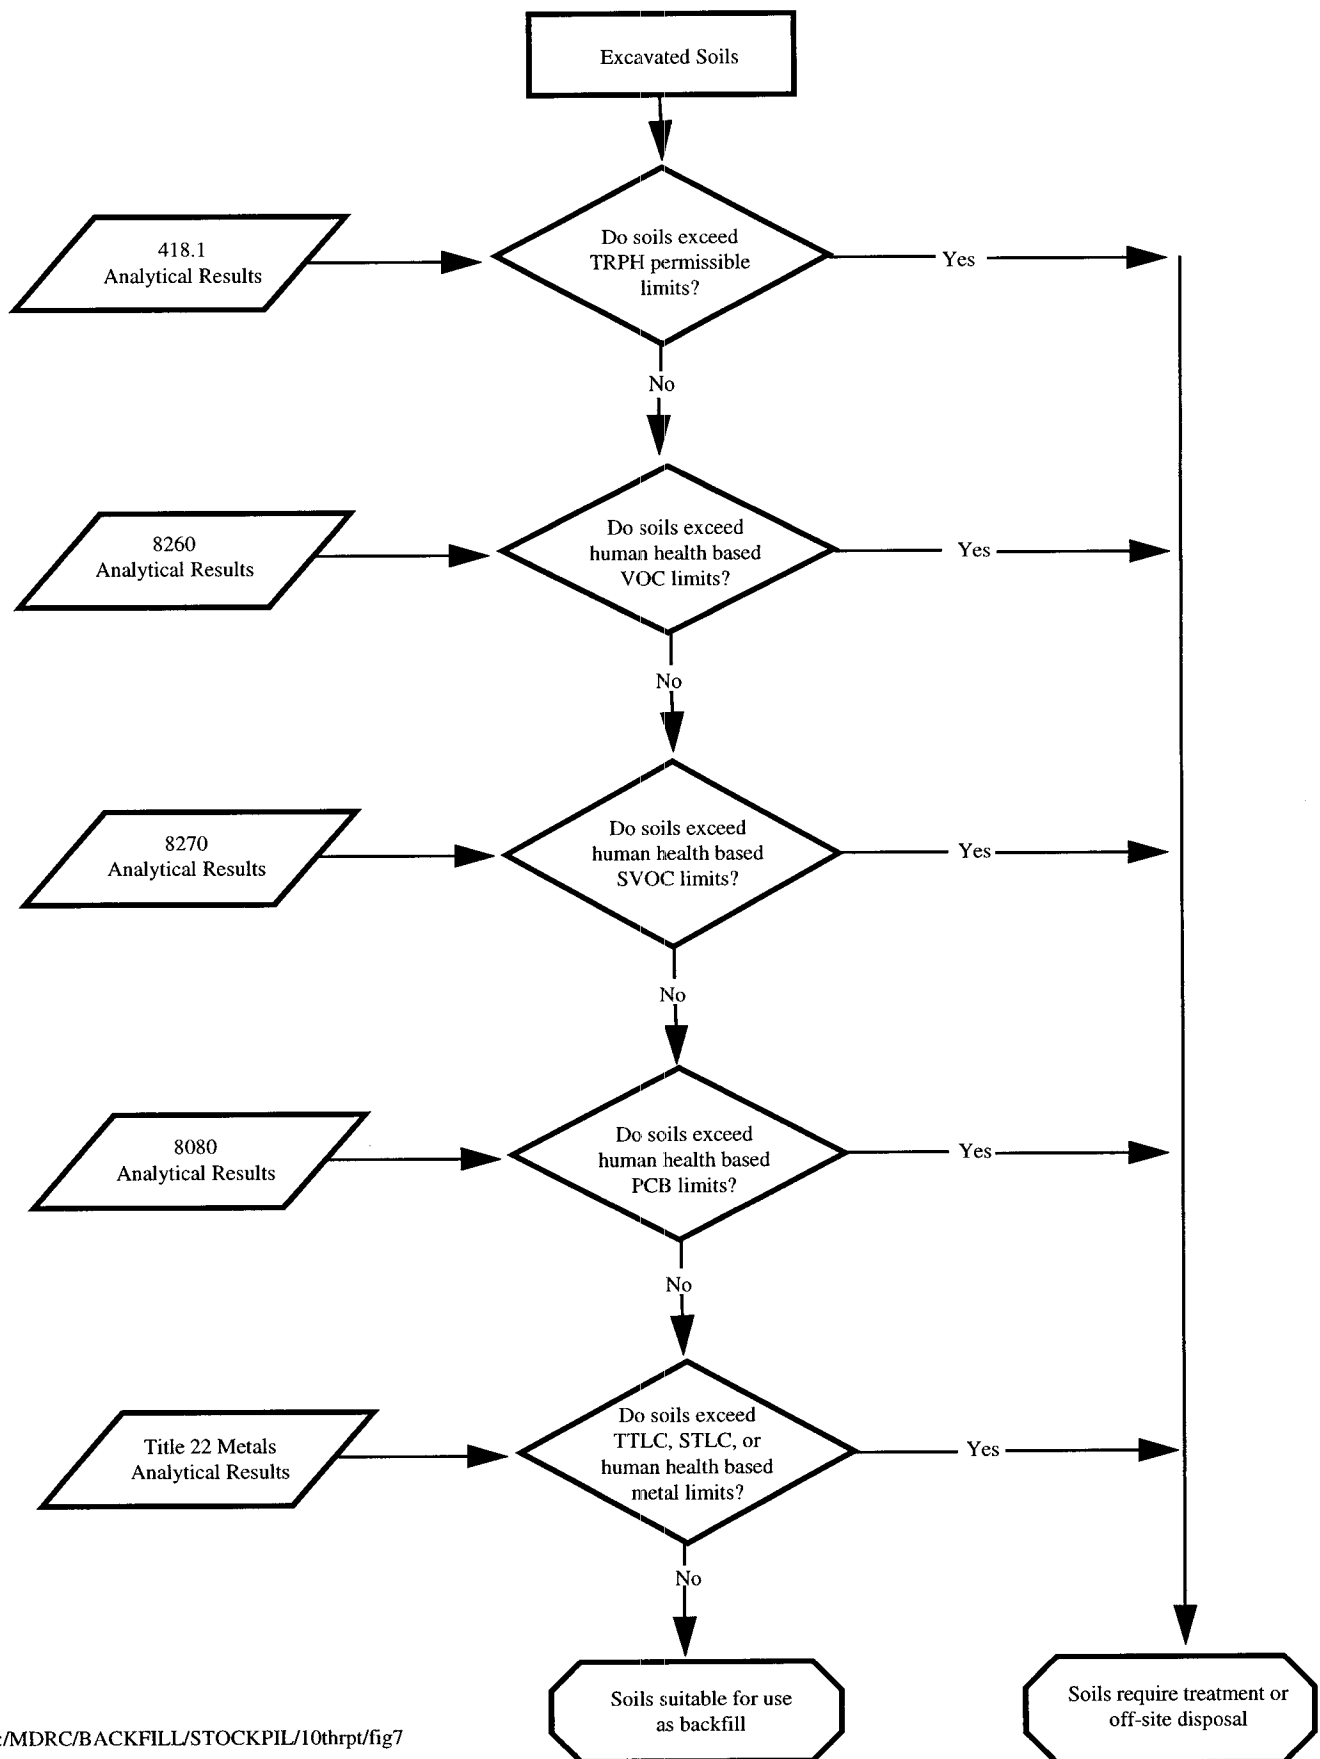 Excavated Soils
418.1
Analytical Results
Do soils exceed
TRPH permissible
limits?
Yes
No
8260
Analytical Results
Do soils exceed
human health based
VOC limits?
Yes
No
8270
Analytical Results
Do soils exceed
human health based
SVOC limits?
Yes
No
8080
Analytical Results
Do soils exceed
human health based
PCB limits?
Yes
No
Title 22 Metals
Analytical Results
Do soils exceed
TTLC, STLC, or
human health based
metal limits?
Yes
No
Soils suitable for use
as backfill
Soils require treatment or
off-site disposal
:/MDRC/BACKFILL/STOCKPIL/10thrpt/fig7